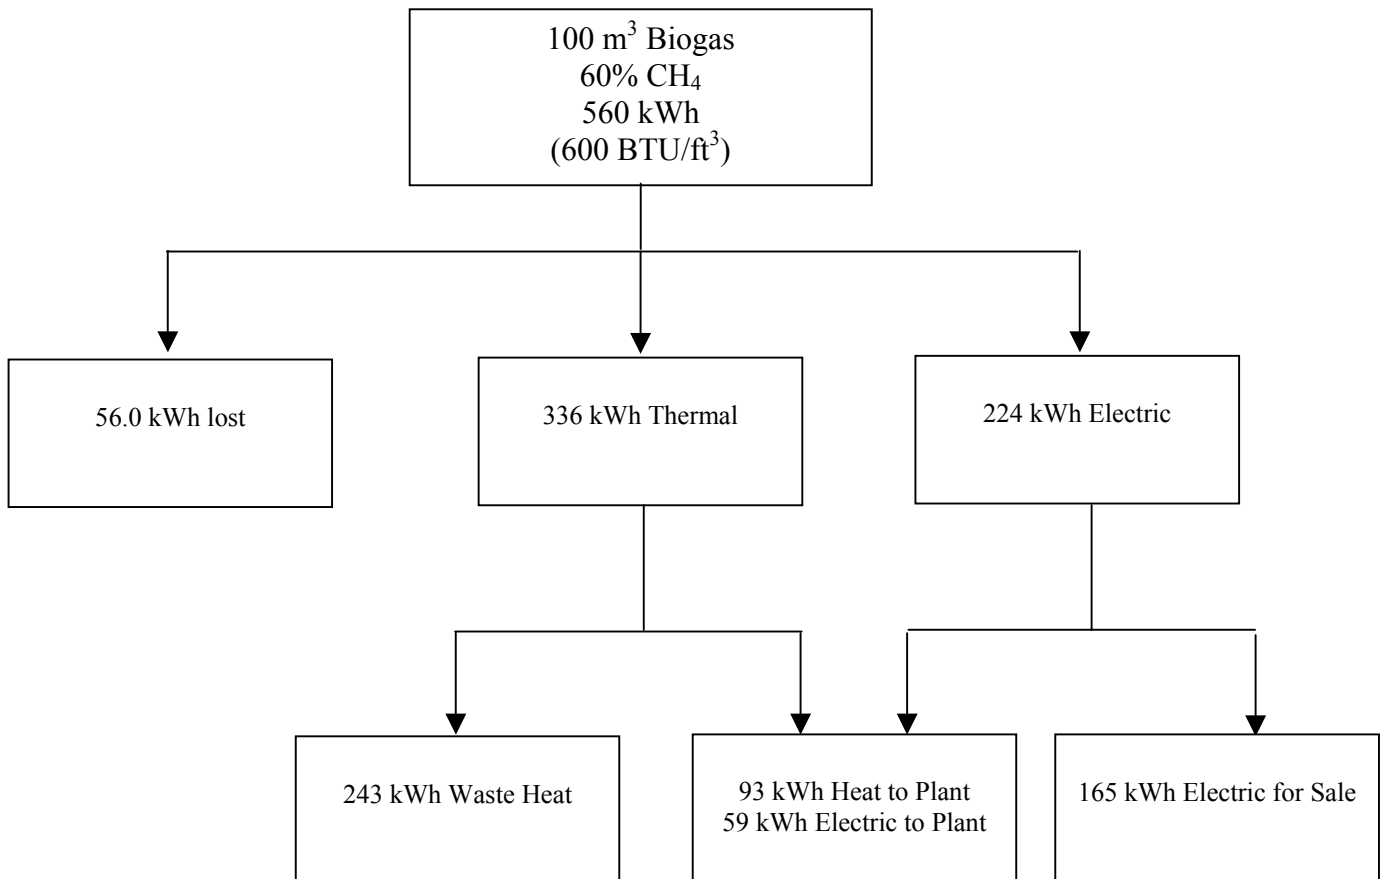 100 m³ Biogas
60% CH₄
560 kWh
(600 BTU/ft³)
56.0 kWh lost
336 kWh Thermal
224 kWh Electric
243 kWh Waste Heat
93 kWh Heat to Plant
59 kWh Electric to Plant
165 kWh Electric for Sale